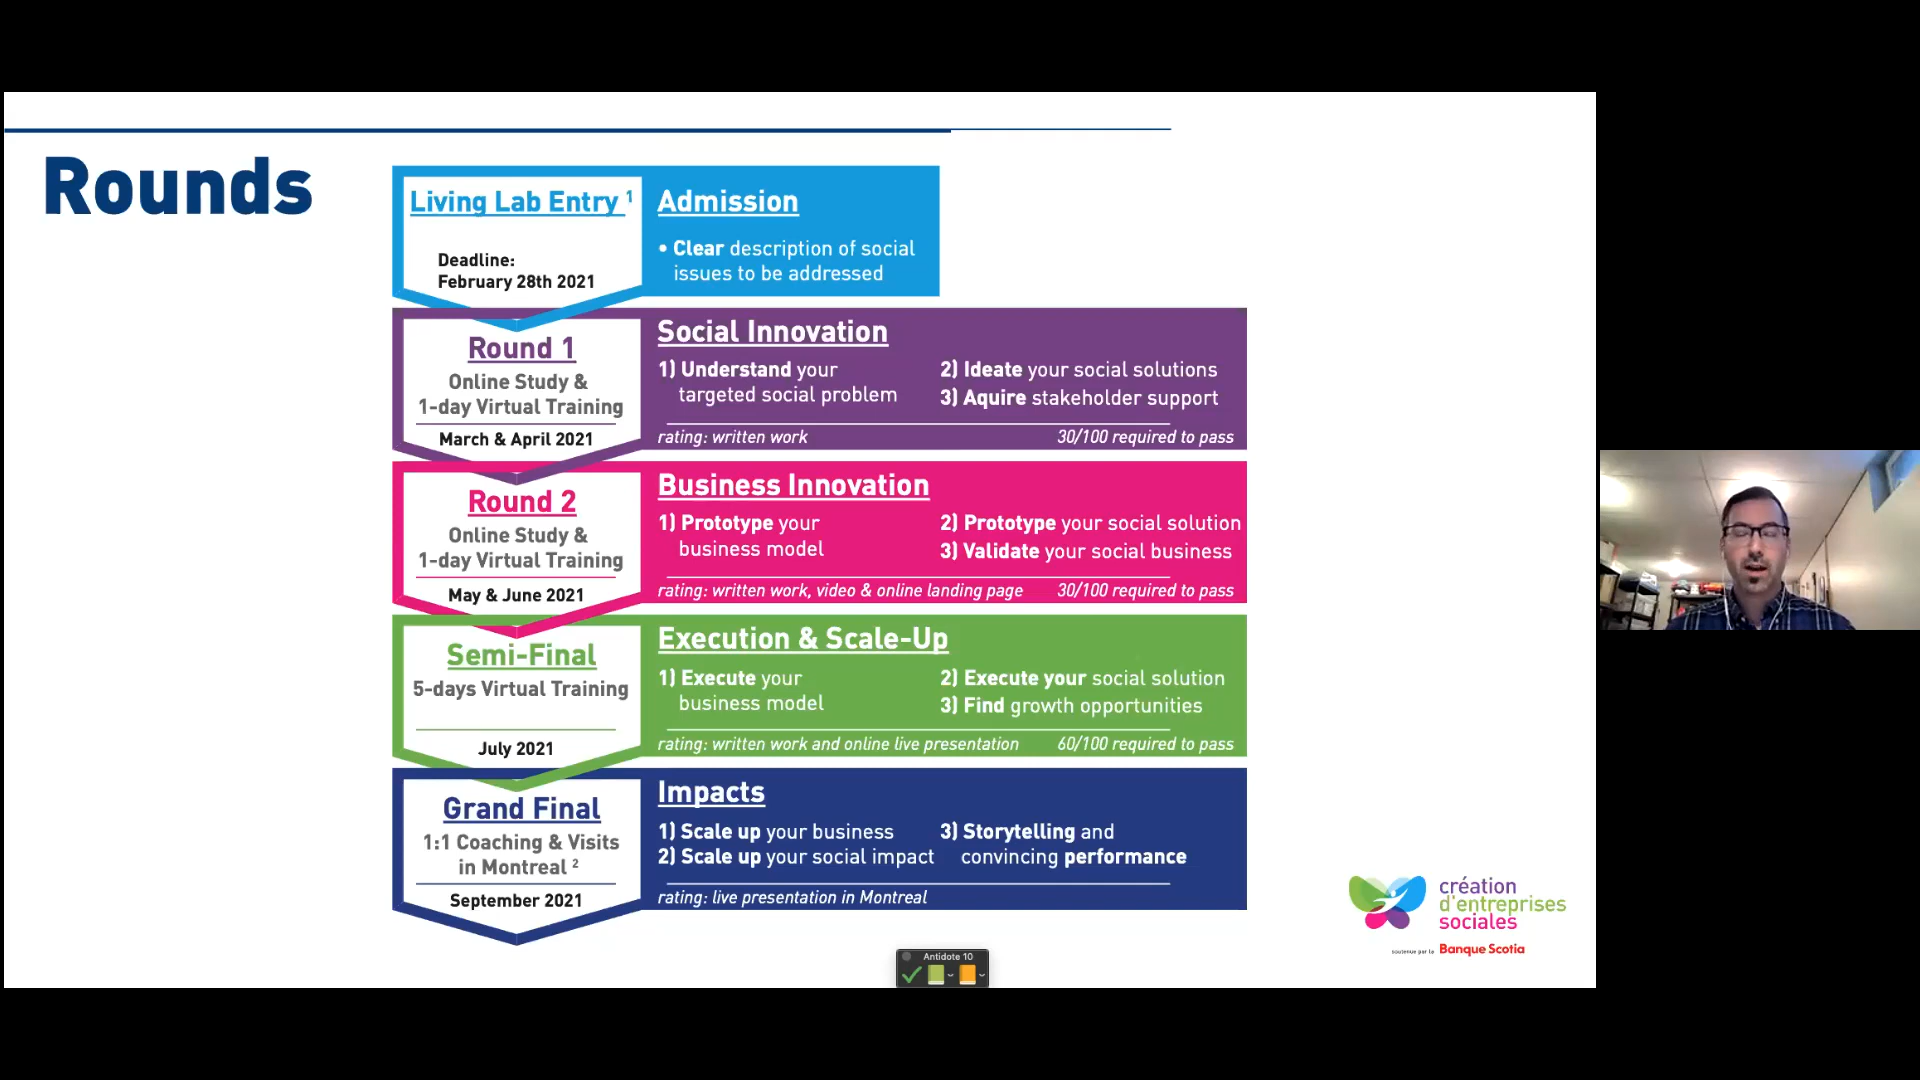 Rounds
Living Lab Entry 1
Deadline:
February 28th 2021
Admission
• Clear description of social
issues to be addressed
Round 1
Online Study &
1-day Virtual Training
March & April 2021
Social Innovation
1) Understand your
targeted social problem
2) Ideate your social solutions
3) Aquire stakeholder support
rating: written work
30/100 required to pass
Round 2
Online Study &
1-day Virtual Training
May & June 2021
Business Innovation
1) Prototype your
business model
2) Prototype your social solution
3) Validate your social business
rating: written work, video & online landing page
30/100 required to pass
Semi-Final
5-days Virtual Training
July 2021
Execution & Scale-Up
1) Execute your
business model
2) Execute your social solution
3) Find growth opportunities
rating: written work and online live presentation
60/100 required to pass
Grand Final
1:1 Coaching & Visits
in Montreal 2
September 2021
Impacts
1) Scale up your business
2) Scale up your social impact
3) Storytelling and
convincing performance
rating: live presentation in Montreal
création
d'entreprises
sociales
soutenue par la Banque Scotia
Antidote 10